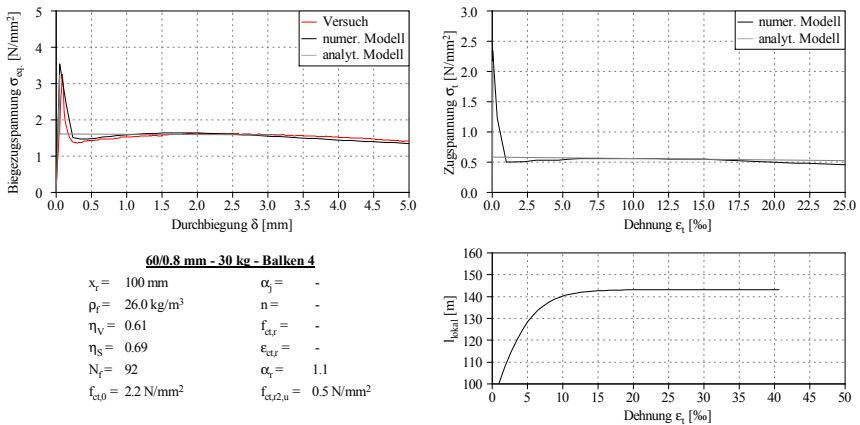 Biegezugspannung σeq. [N/mm²]
5
4
3
2
1
0
Versuch
numer. Modell
analyt. Modell
0.0 0.5 1.0 1.5 2.0 2.5 3.0 3.5 4.0 4.5 5.0
Durchbiegung δ [mm]
Zugspannung σt [N/mm²]
3.0
2.5
2.0
1.5
1.0
0.5
0.0
numer. Modell
analyt. Modell
0.0 2.5 5.0 7.5 10.0 12.5 15.0 17.5 20.0 22.5 25.0
Dehnung εt [‰]
60/0.8 mm - 30 kg - Balken 4
xr = 100 mm αj = -
ρf = 26.0 kg/m³ n = -
ηV = 0.61 fct,r = -
ηS = 0.69 εct,r = -
Nf = 92 αr = 1.1
fct,0 = 2.2 N/mm² fct,r2,u = 0.5 N/mm²
llokal [m]
160
150
140
130
120
110
100
0 5 10 15 20 25 30 35 40 45 50
Dehnung εt [‰]